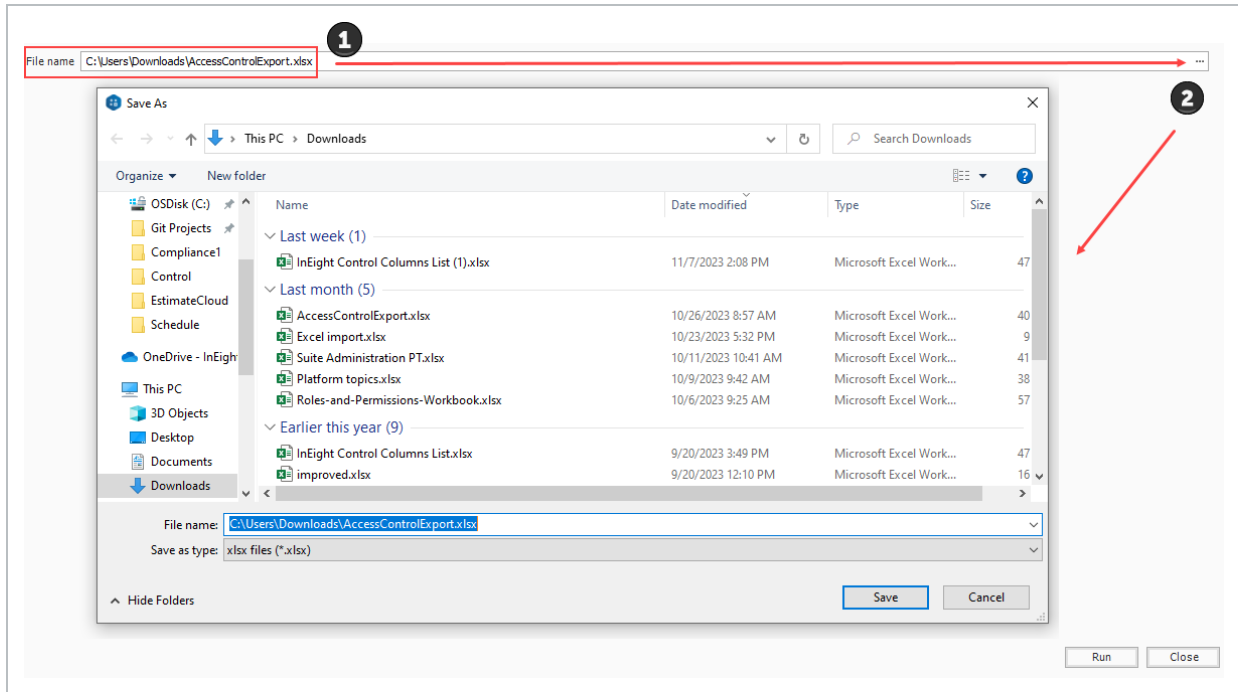 1
File name C:\Users\Downloads\AccessControlExport.xlsx ...
2
Save As
This PC > Downloads
Search Downloads
Organize New folder
?
OSDisk (C:)
Git Projects
Compliance1
Control
EstimateCloud
Schedule
OneDrive - InEigh
This PC
3D Objects
Desktop
Documents
Downloads
Name Date modified Type Size
Last week (1)
InEight Control Columns List (1).xlsx 11/7/2023 2:08 PM Microsoft Excel Work... 47
Last month (5)
AccessControlExport.xlsx 10/26/2023 8:57 AM Microsoft Excel Work... 40
Excel import.xlsx 10/23/2023 5:32 PM Microsoft Excel Work... 9
Suite Administration PT.xlsx 10/11/2023 10:41 AM Microsoft Excel Work... 41
Platform topics.xlsx 10/9/2023 9:42 AM Microsoft Excel Work... 38
Roles-and-Permissions-Workbook.xlsx 10/6/2023 9:25 AM Microsoft Excel Work... 57
Earlier this year (9)
InEight Control Columns List.xlsx 9/20/2023 3:49 PM Microsoft Excel Work... 47
improved.xlsx 9/20/2023 12:10 PM Microsoft Excel Work... 16
File name: C:\Users\Downloads\AccessControlExport.xlsx
Save as type: xlsx files (*.xlsx)
Hide Folders
Save Cancel
Run Close